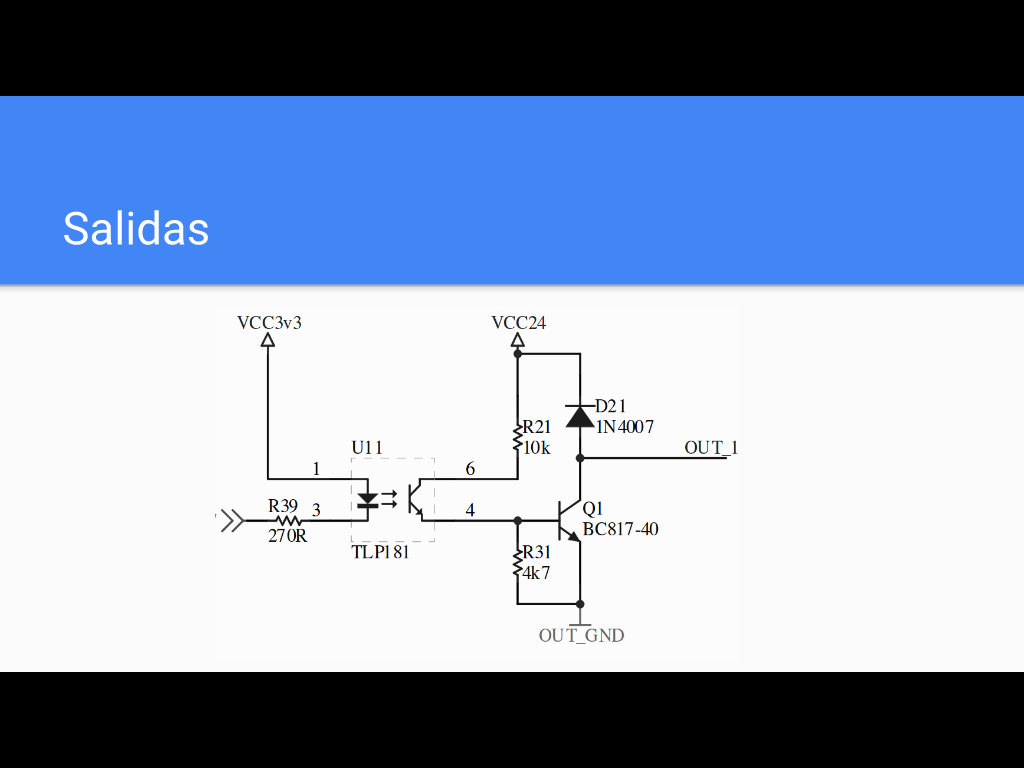 Salidas
VCC3v3
VCC24
D21
1N4007
R21
10k
OUT_1
U11
1
6
R39
3
4
270R
Q1
BC817-40
TLP181
R31
4k7
OUT_GND